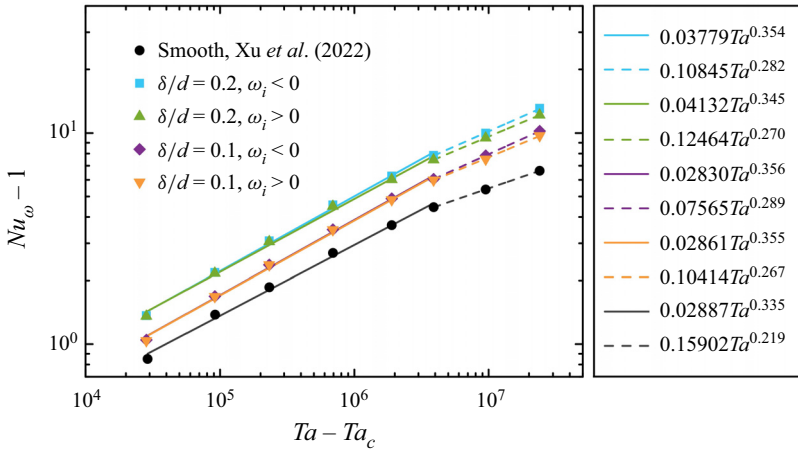 Smooth, Xu et al. (2022)
δ/d = 0.2, ω_i < 0
δ/d = 0.2, ω_i > 0
δ/d = 0.1, ω_i < 0
δ/d = 0.1, ω_i > 0
10^1
10^0
Nu_ω – 1
10^4
10^5
10^6
10^7
Ta – Ta_c
0.03779Ta^0.354
0.10845Ta^0.282
0.04132Ta^0.345
0.12464Ta^0.270
0.02830Ta^0.356
0.07565Ta^0.289
0.02861Ta^0.355
0.10414Ta^0.267
0.02887Ta^0.335
0.15902Ta^0.219